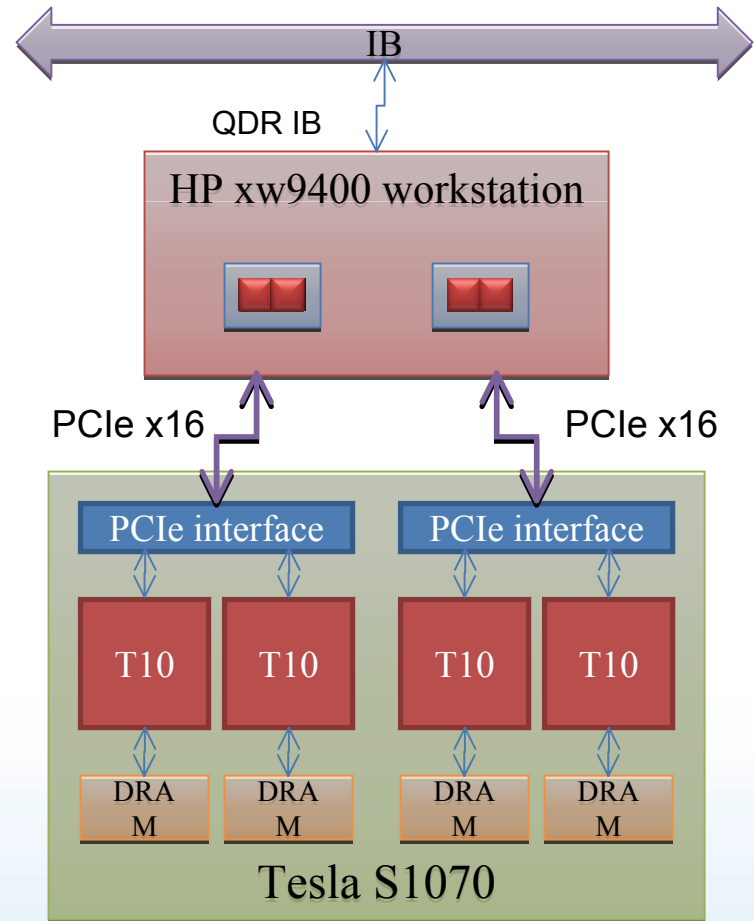 IB
QDR IB
HP xw9400 workstation
PCIe x16
PCIe x16
PCIe interface
PCIe interface
T10
T10
T10
T10
DRA
M
DRA
M
DRA
M
DRA
M
Tesla S1070